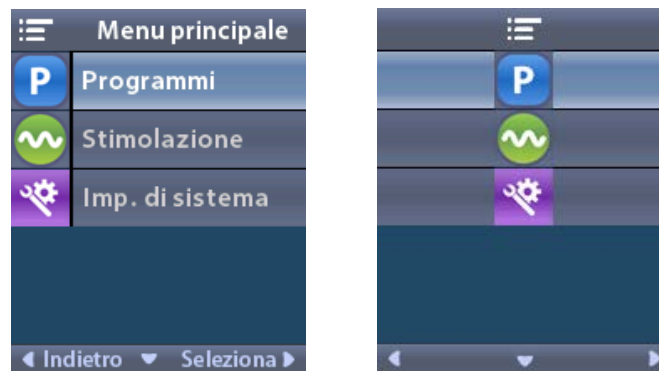 Menu principale
P Programmi
Stimolazione
Imp. di sistema
Indietro Seleziona
P